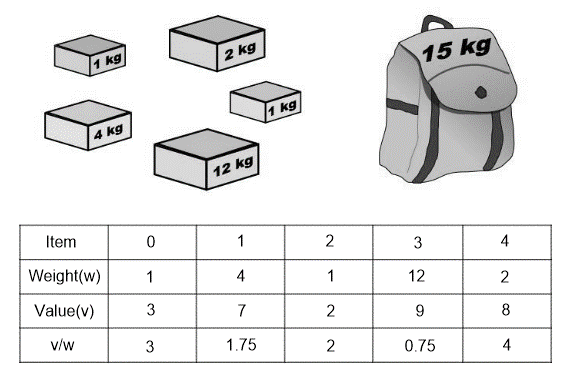 1 kg
2 kg
15 kg
1 kg
4 kg
12 kg
Item 0 1 2 3 4
Weight(w) 1 4 1 12 2
Value(v) 3 7 2 9 8
v/w 3 1.75 2 0.75 4